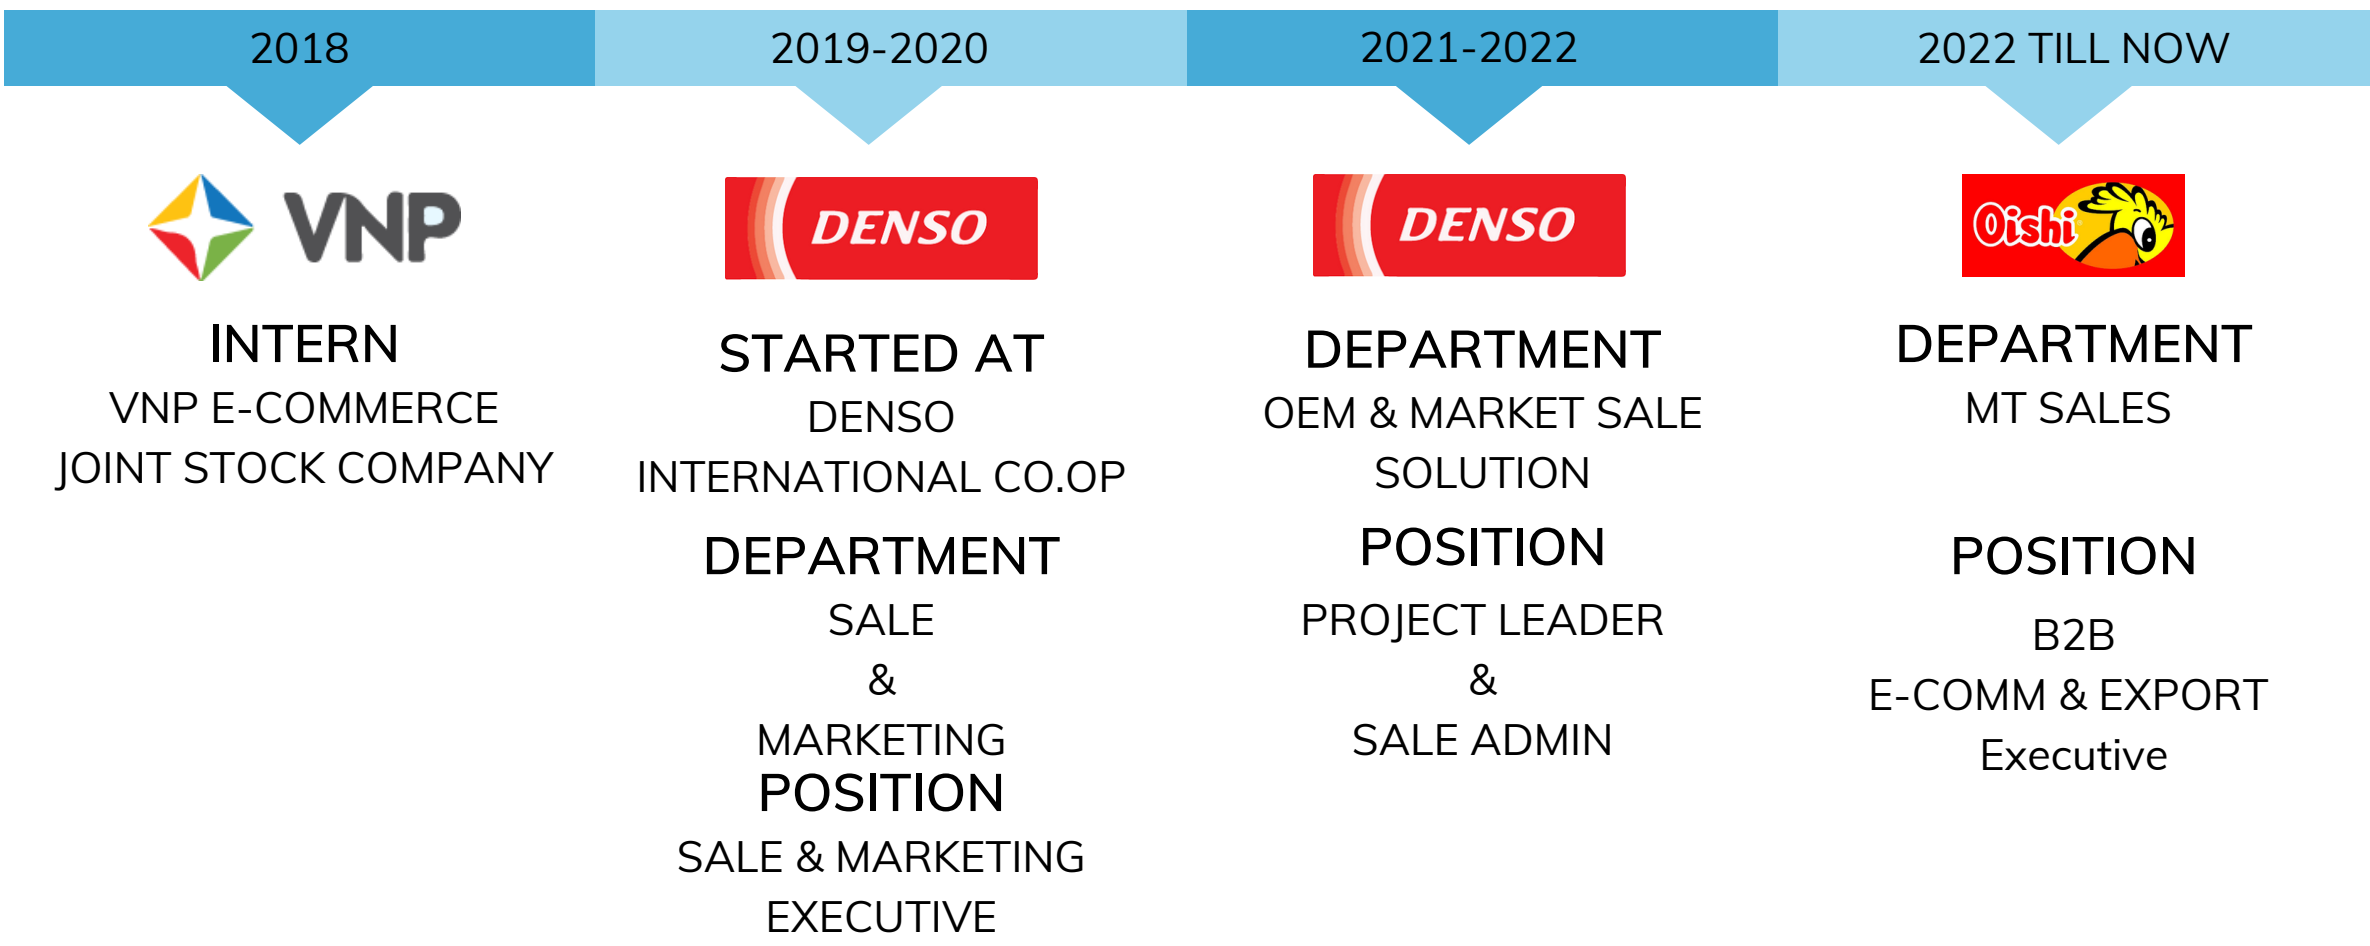 2018
2019-2020
2021-2022
2022 TILL NOW
VNP
INTERN
VNP E-COMMERCE
JOINT STOCK COMPANY
DENSO
STARTED AT
DENSO
INTERNATIONAL CO.OP
DEPARTMENT
SALE
&
MARKETING
POSITION
SALE & MARKETING
EXECUTIVE
DENSO
DEPARTMENT
OEM & MARKET SALE
SOLUTION
POSITION
PROJECT LEADER
&
SALE ADMIN
Oishi
DEPARTMENT
MT SALES
POSITION
B2B
E-COMM & EXPORT
Executive